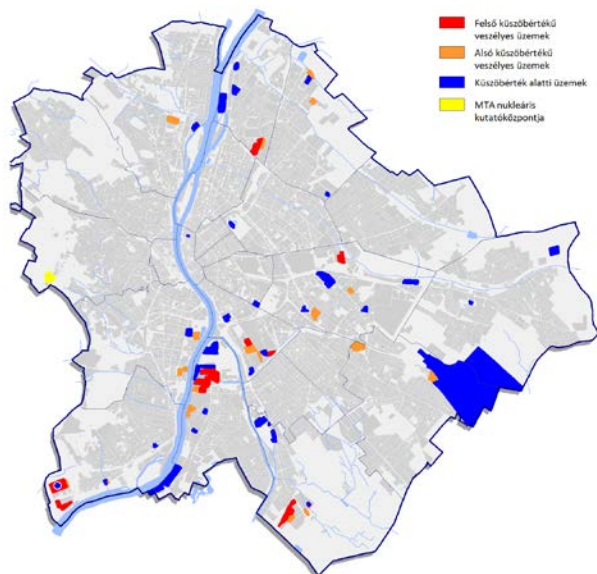 Felső küszöbértékű
veszélyes üzemek
Alsó küszöbértékű
veszélyes üzemek
Küszöbérték alatti üzemek
MTA nukleáris
kutatóközpontja